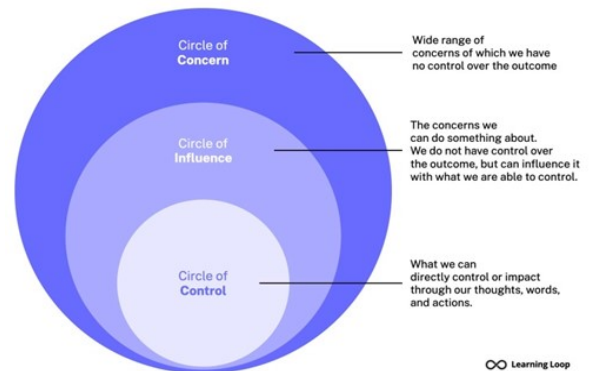 Circle of
Concern
Wide range of
concerns of which we have
no control over the outcome
Circle of
Influence
The concerns we
can do something about.
We do not have control over
the outcome, but can influence it
with what we are able to control.
Circle of
Control
What we can
directly control or impact
through our thoughts, words,
and actions.
Learning Loop